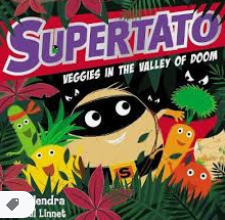 SUPERTATO
VEGGIES IN THE VALLEY OF DOOM
endra
Linnet
S